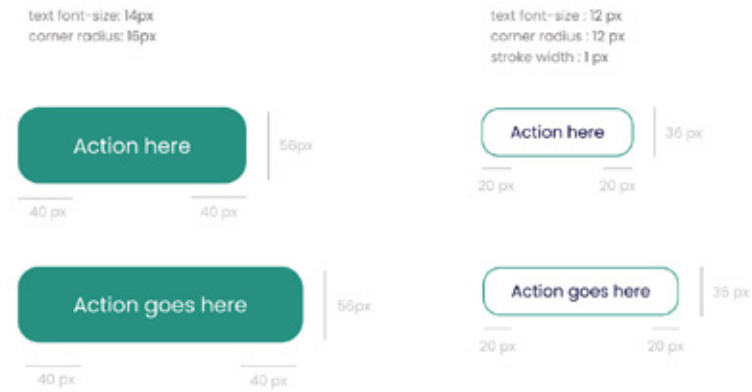 text font-size: 14px
corner radius: 16px
text font-size : 12 px
corner radius : 12 px
stroke width : 1 px
Action here
56px
40 px
40 px
Action here
36 px
20 px
20 px
Action goes here
56px
40 px
40 px
Action goes here
36 px
20 px
20 px